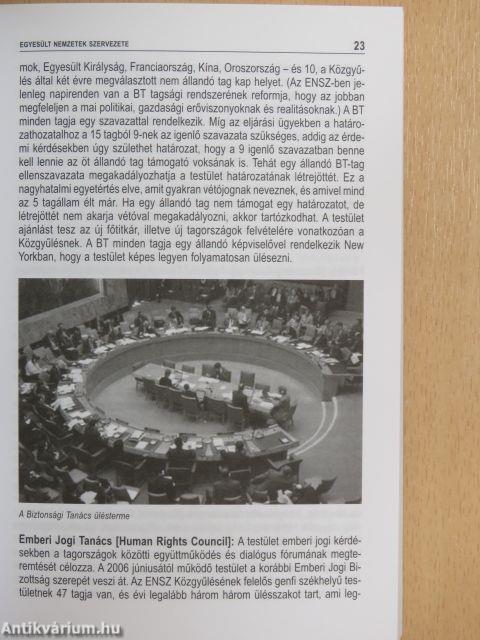 EGYESÜLT NEMZETEK SZERVEZETE 23
mok, Egyesült Királyság, Franciaország, Kína, Oroszország – és 10, a Közgyű-
lés által két évre megválasztott nem állandó tag kap helyet. (Az ENSZ-ben je-
lenleg napirenden van a BT tagsági rendszerének reformja, hogy az jobban
megfeleljen a mai politikai, gazdasági erőviszonyoknak és realitásoknak.) A BT
minden tagja egy szavazattal rendelkezik. Míg az eljárási ügyekben a határo-
zathozatalhoz a 15 tagból 9-nek az igenlő szavazata szükséges, addig az érde-
mi kérdésekben úgy születhet határozat, hogy a 9 igenlő szavazatban benne
kell lennie az öt állandó tag támogató voksának is. Tehát egy állandó BT-tag
ellenszavazata megakadályozhatja a testület határozatának létrejöttét. Ez a
nagyhatalmi egyetértés elve, amit gyakran vétójognak neveznek, és amivel mind
az 5 tagállam élt már. Ha egy állandó tag nem támogat egy határozatot, de
létrejöttét nem akarja vétóval megakadályozni, akkor tartózkodhat. A testület
ajánlást tesz az új főtitkár, illetve új tagországok felvételére vonatkozóan a
Közgyűlésnek. A BT minden tagja egy állandó képviselővel rendelkezik New
Yorkban, hogy a testület képes legyen folyamatosan ülésezni.
A Biztonsági Tanács ülésterme
Emberi Jogi Tanács [Human Rights Council]: A testület emberi jogi kérdé-
sekben a tagországok közötti együttműködés és dialógus fórumának megte-
remtését célozza. A 2006 júniusától működő testület a korábbi Emberi Jogi Bi-
zottság szerepét veszi át. Az ENSZ Közgyűlésének felelős genfi székhelyű tes-
tületnek 47 tagja van, és évi legalább három három ülésszakot tart, ami leg-
Antikvárium.hu